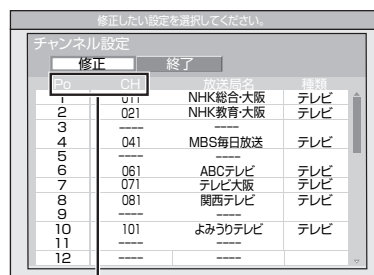 修正したい設定を選択してください。
チャンネル設定
修正 終了
Po CH 放送局名 種類
1 011 NHK総合･大阪 テレビ
2 021 NHK教育･大阪 テレビ
3 ---- ----
4 041 MBS毎日放送 テレビ
5 ---- ----
6 061 ABCテレビ テレビ
7 071 テレビ大阪 テレビ
8 081 関西テレビ テレビ
9 ---- ----
10 101 よみうりテレビ テレビ
11 ---- ----
12 ---- ----